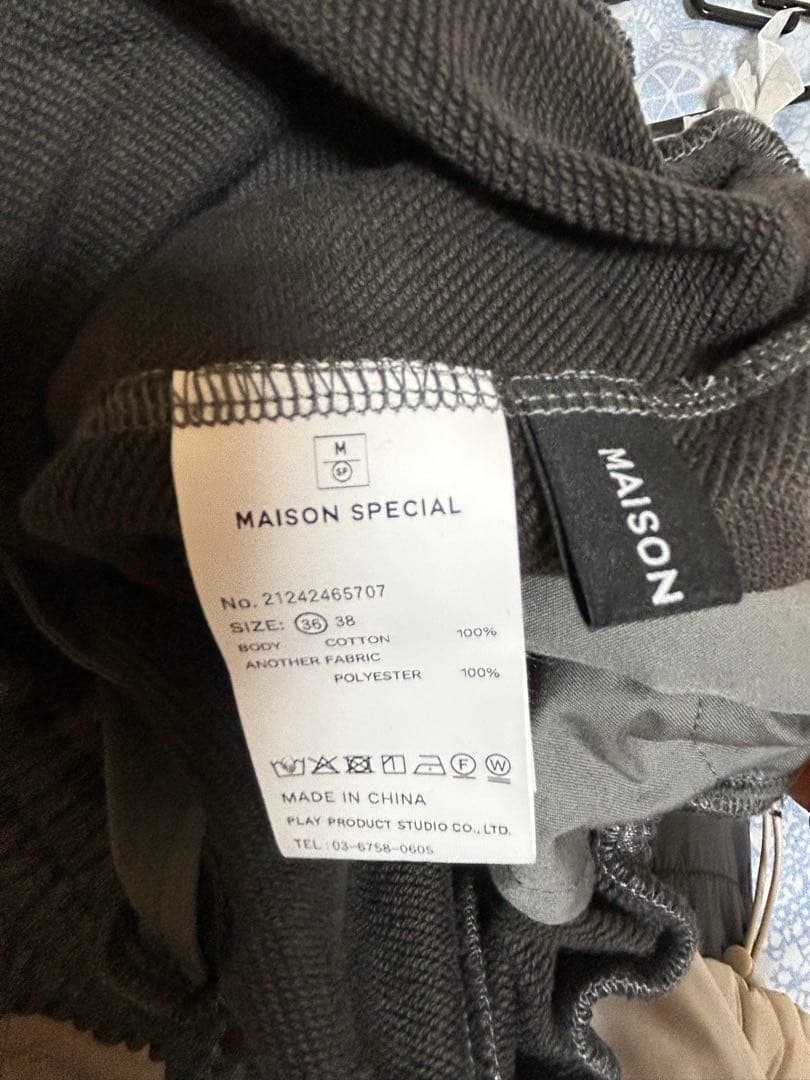 M
SP
MAISON SPECIAL
No. 21242465707
SIZE: 36 38
BODY COTTON 100%
ANOTHER FABRIC
POLYESTER 100%
F W
MADE IN CHINA
PLAY PRODUCT STUDIO CO., LTD.
TEL : 03-6758-0605
MAISON